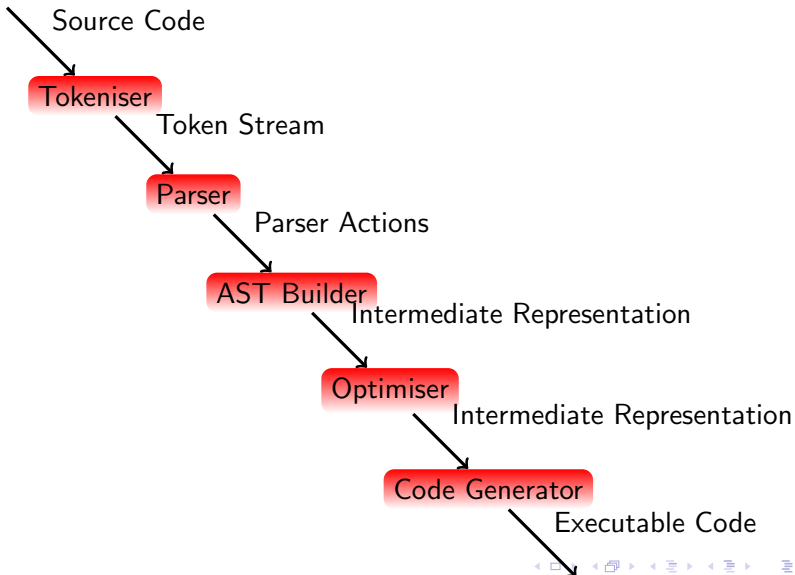 Source Code
Tokeniser
Token Stream
Parser
Parser Actions
AST Builder
Intermediate Representation
Optimiser
Intermediate Representation
Code Generator
Executable Code